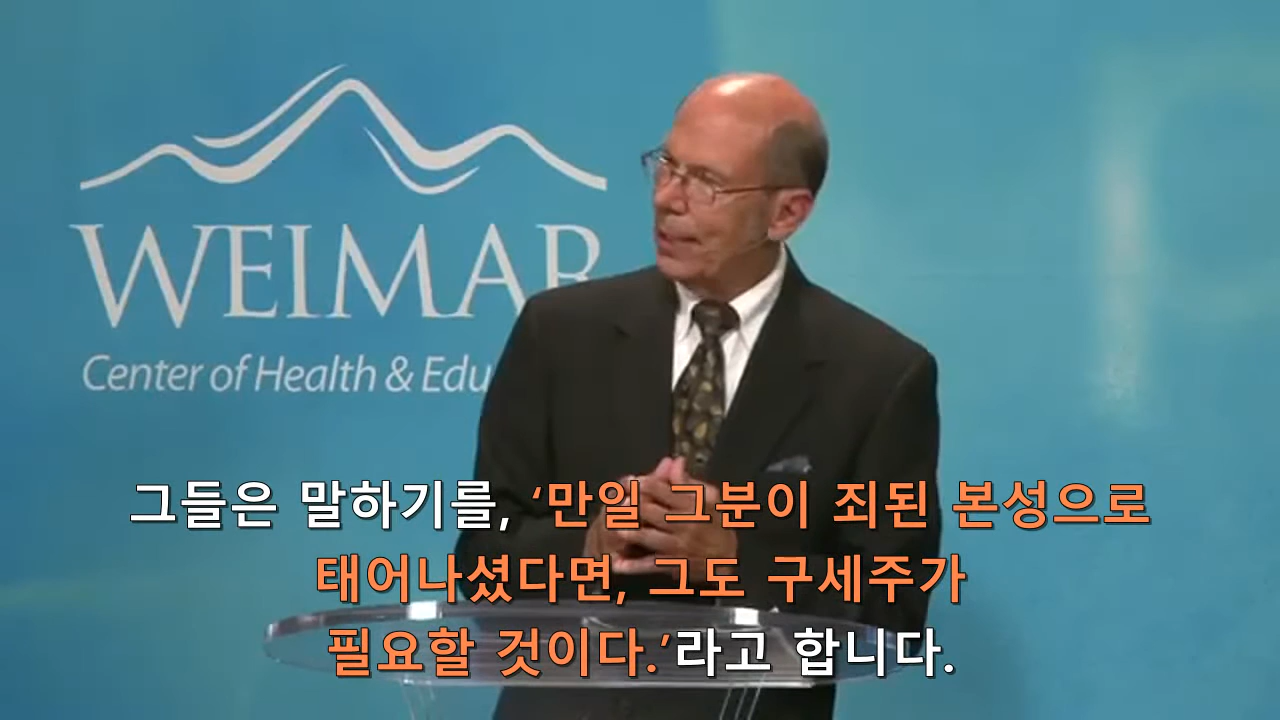 WEIMAR
Center of Health & Edu
그들은 말하기를, ‘만일 그분이 죄된 본성으로
태어나셨다면, 그도 구세주가
필요할 것이다.’라고 합니다.